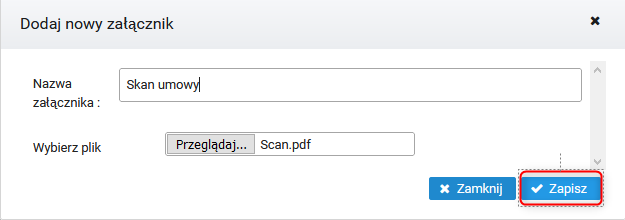 Dodaj nowy załącznik
Nazwa
załącznika :
Skan umowy
Wybierz plik
Przeglądaj... Scan.pdf
Zamknij Zapisz